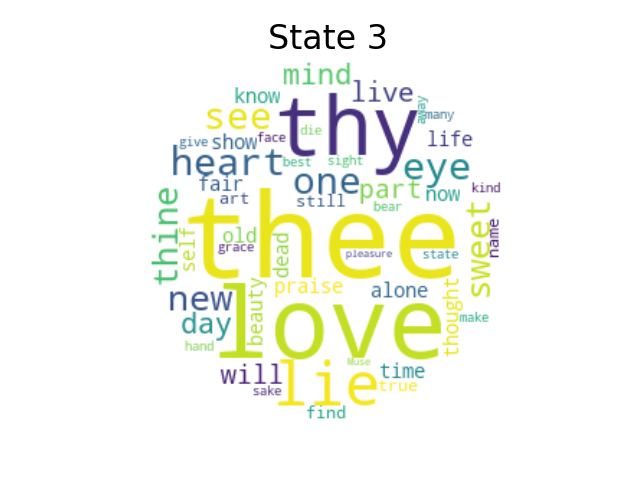 State 3
mind
live
know
away
many
see
thy
die
give
show
face
life
heart
best
sight
eye
fair
one
part
now
kind
art
still
bear
thine
self
old
grace
dead
thee
pleasure
state
sweet
name
new
beauty
praise
alone
thought
day
love
make
hand
will
Muse
time
sake
lie
true
find